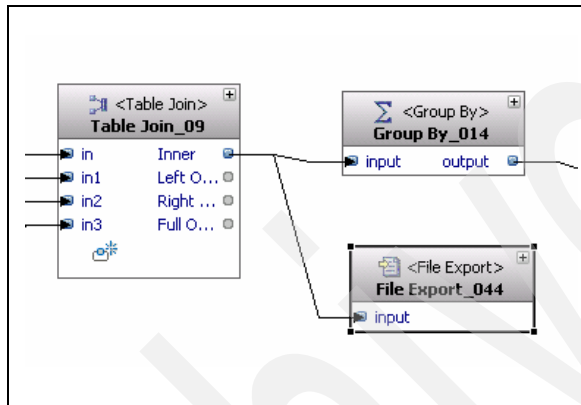 <Table Join>
Table Join_09
in Inner
in1 Left O...
in2 Right ...
in3 Full O...
<Group By>
Group By_014
input output
<File Export>
File Export_044
input